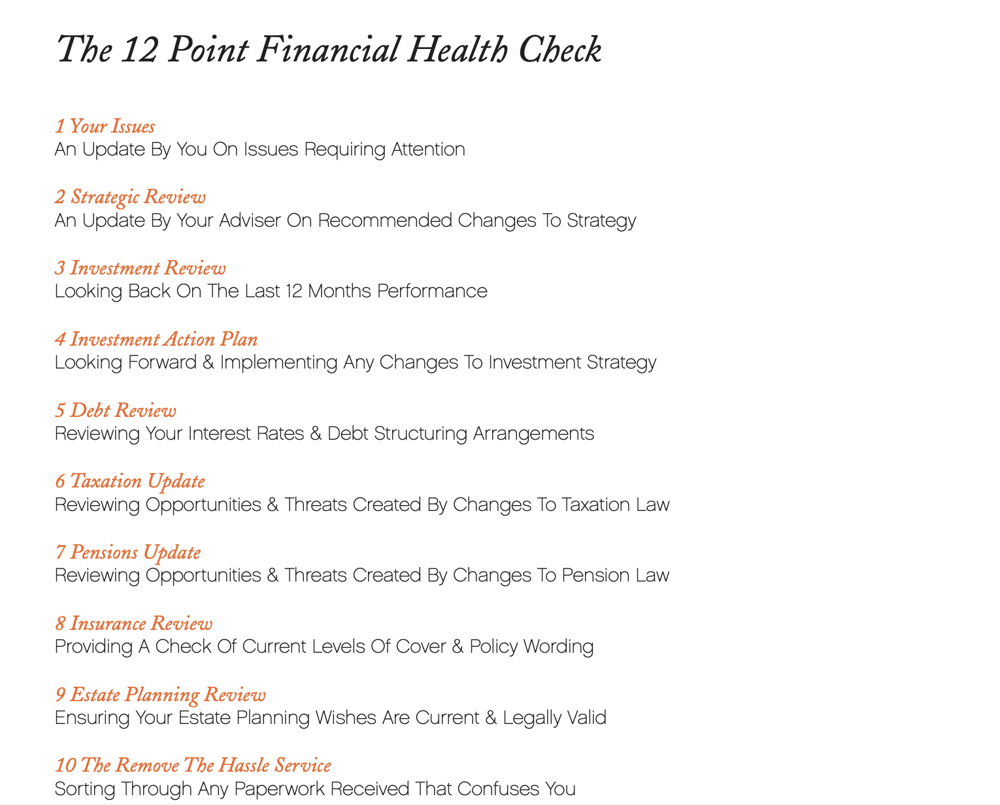 The 12 Point Financial Health Check
1 Your Issues
An Update By You On Issues Requiring Attention
2 Strategic Review
An Update By Your Adviser On Recommended Changes To Strategy
3 Investment Review
Looking Back On The Last 12 Months Performance
4 Investment Action Plan
Looking Forward & Implementing Any Changes To Investment Strategy
5 Debt Review
Reviewing Your Interest Rates & Debt Structuring Arrangements
6 Taxation Update
Reviewing Opportunities & Threats Created By Changes To Taxation Law
7 Pensions Update
Reviewing Opportunities & Threats Created By Changes To Pension Law
8 Insurance Review
Providing A Check Of Current Levels Of Cover & Policy Wording
9 Estate Planning Review
Ensuring Your Estate Planning Wishes Are Current & Legally Valid
10 The Remove The Hassle Service
Sorting Through Any Paperwork Received That Confuses You